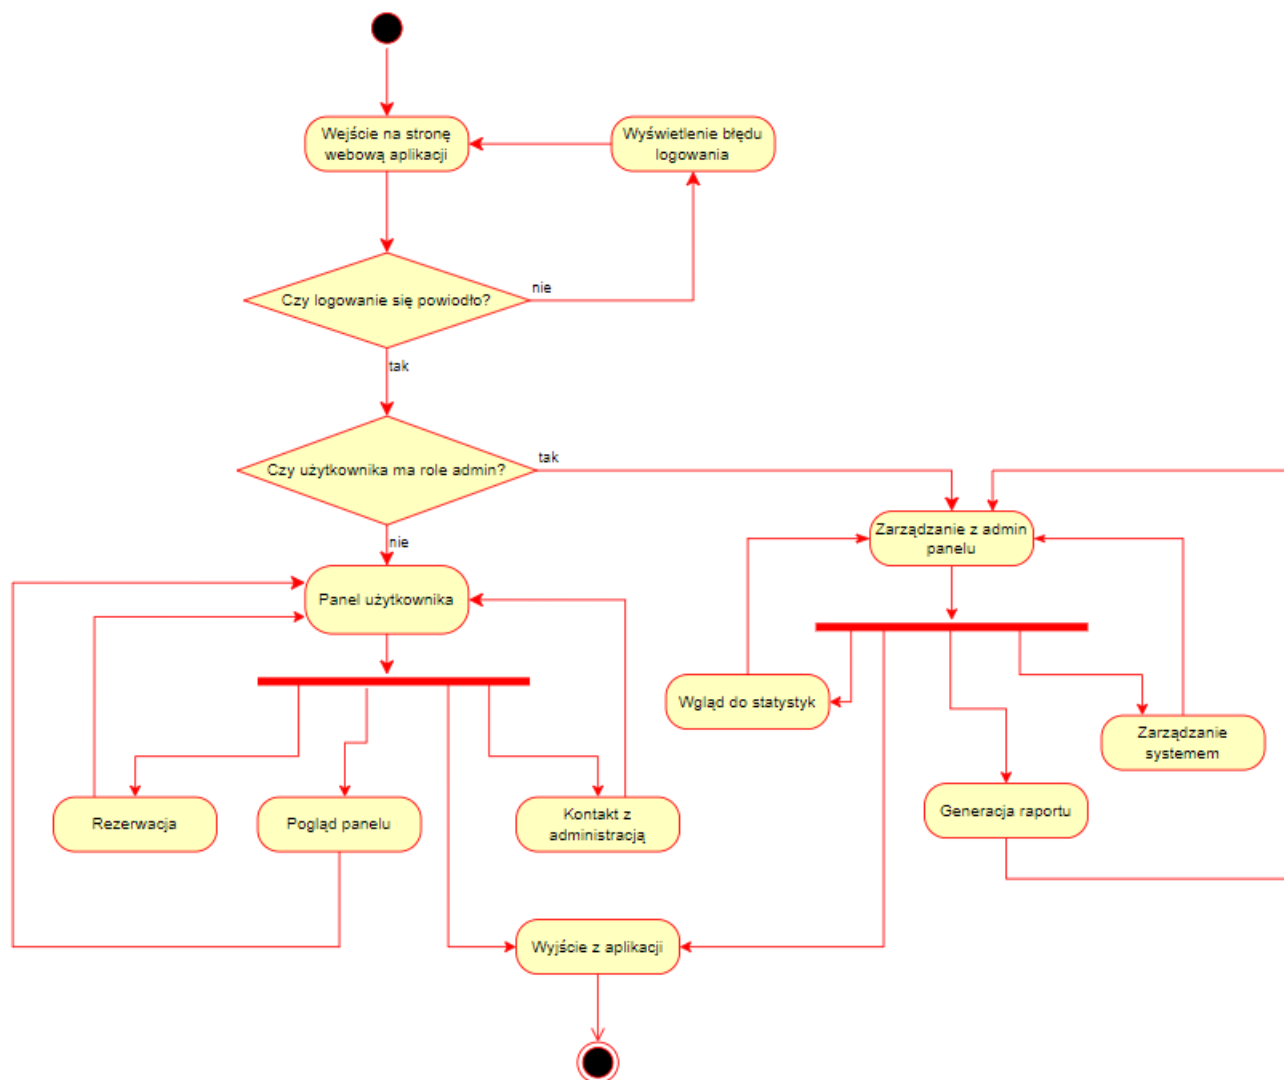 Wejście na stronę
webową aplikacji
Wyświetlenie błędu
logowania
Czy logowanie się powiodło?
nie
tak
Czy użytkownika ma role admin?
tak
nie
Zarządzanie z admin
panelu
Panel użytkownika
Wgląd do statystyk
Zarządzanie
systemem
Rezerwacja
Pogląd panelu
Kontakt z
administracją
Generacja raportu
Wyjście z aplikacji